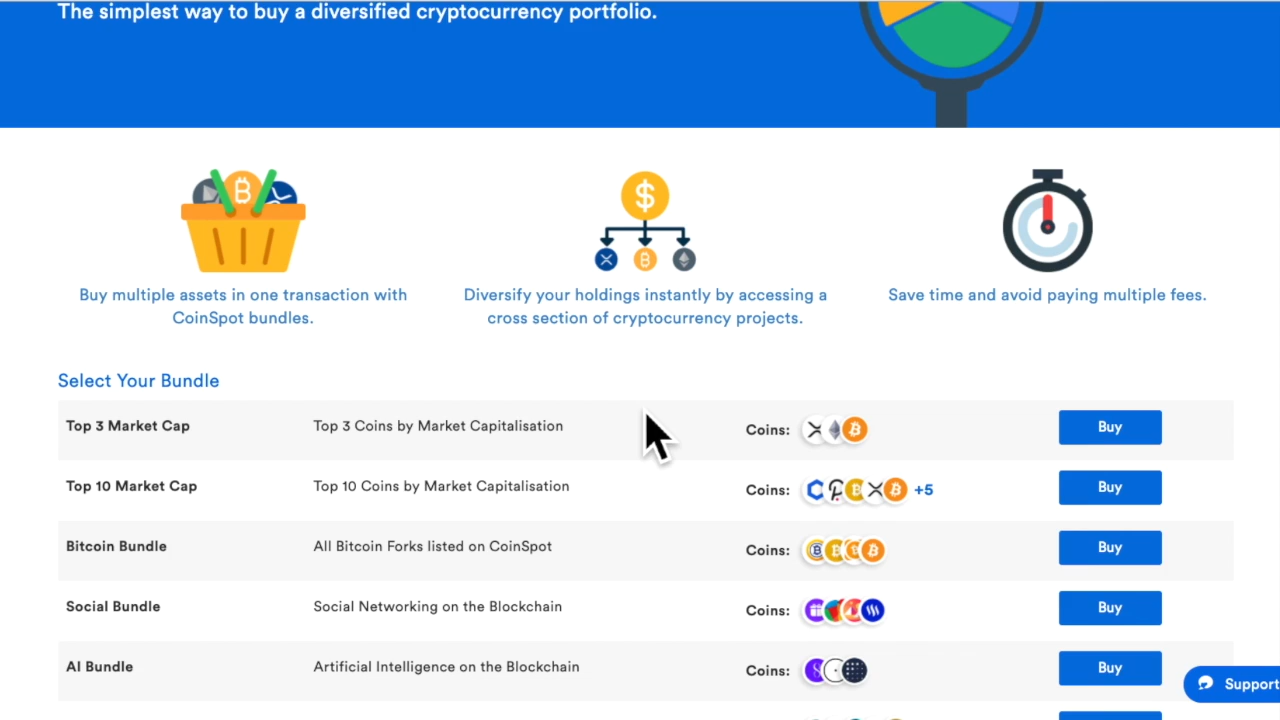 The simplest way to buy a diversified cryptocurrency portfolio.
Buy multiple assets in one transaction with
CoinSpot bundles.
Diversify your holdings instantly by accessing a
cross section of cryptocurrency projects.
Save time and avoid paying multiple fees.
Select Your Bundle
Top 3 Market Cap Top 3 Coins by Market Capitalisation Coins: Buy
Top 10 Market Cap Top 10 Coins by Market Capitalisation Coins: +5 Buy
Bitcoin Bundle All Bitcoin Forks listed on CoinSpot Coins: Buy
Social Bundle Social Networking on the Blockchain Coins: Buy
AI Bundle Artificial Intelligence on the Blockchain Coins: Buy
Support